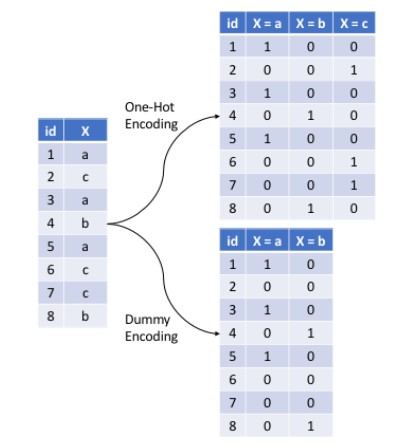 id X
1 a
2 c
3 a
4 b
5 a
6 c
7 c
8 b
One-Hot
Encoding
id X = a X = b X = c
1 1 0 0
2 0 0 1
3 1 0 0
4 0 1 0
5 1 0 0
6 0 0 1
7 0 0 1
8 0 1 0
Dummy
Encoding
id X = a X = b
1 1 0
2 0 0
3 1 0
4 0 1
5 1 0
6 0 0
7 0 0
8 0 1